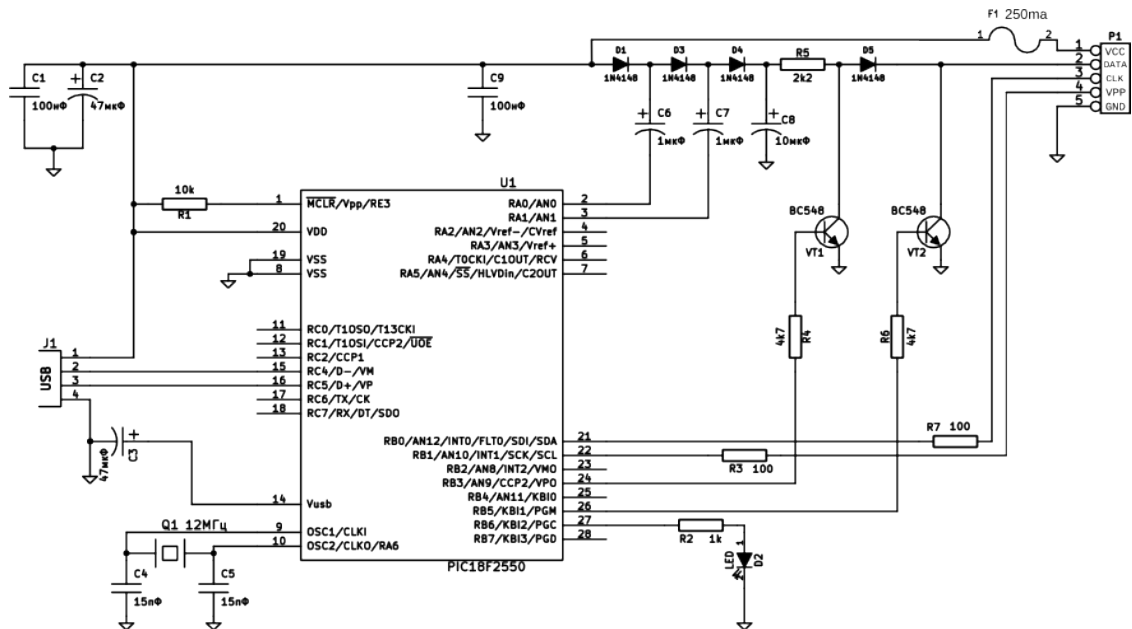 F1 250ma
1 2
P1
1 VCC
2 DATA
3 CLK
4 VPP
5 GND
D1 D3 D4 R5 D5
1N4148 1N4148 1N4148 2k2 1N4148
C1 C2 C9
100нФ 47мкФ 100нФ
C6 C7 C8
1мкФ 1мкФ 10мкФ
U1
10k
R1
1 MCLR/Vpp/RE3
20 VDD
19 VSS
8 VSS
11 RC0/T1OSO/T13CKI
12 RC1/T1OSI/CCP2/UOE
13 RC2/CCP1
15 RC4/D-/VM
16 RC5/D+/VP
17 RC6/TX/CK
18 RC7/RX/DT/SDO
14 Vusb
9 OSC1/CLKI
10 OSC2/CLKO/RA6
RA0/AN0 2
RA1/AN1 3
RA2/AN2/Vref-/CVref 4
RA3/AN3/Vref+ 5
RA4/T0CKI/C1OUT/RCV 6
RA5/AN4/SS/HLVDin/C2OUT 7
RB0/AN12/INT0/FLT0/SDI/SDA 21
RB1/AN10/INT1/SCK/SCL 22
RB2/AN8/INT2/VMO 23
RB3/AN9/CCP2/VPO 24
RB4/AN11/KBI0 25
RB5/KBI1/PGM 26
RB6/KBI2/PGC 27
RB7/KBI3/PGD 28
PIC18F2550
BC548 BC548
VT1 VT2
4k7 R4
R6 4k7
R7 100
R3 100
R2 1k
1
LED D2
2
J1
USB
1
2
3
4
47мкФ C3
Q1 12МГц
C4 C5
15пФ 15пФ